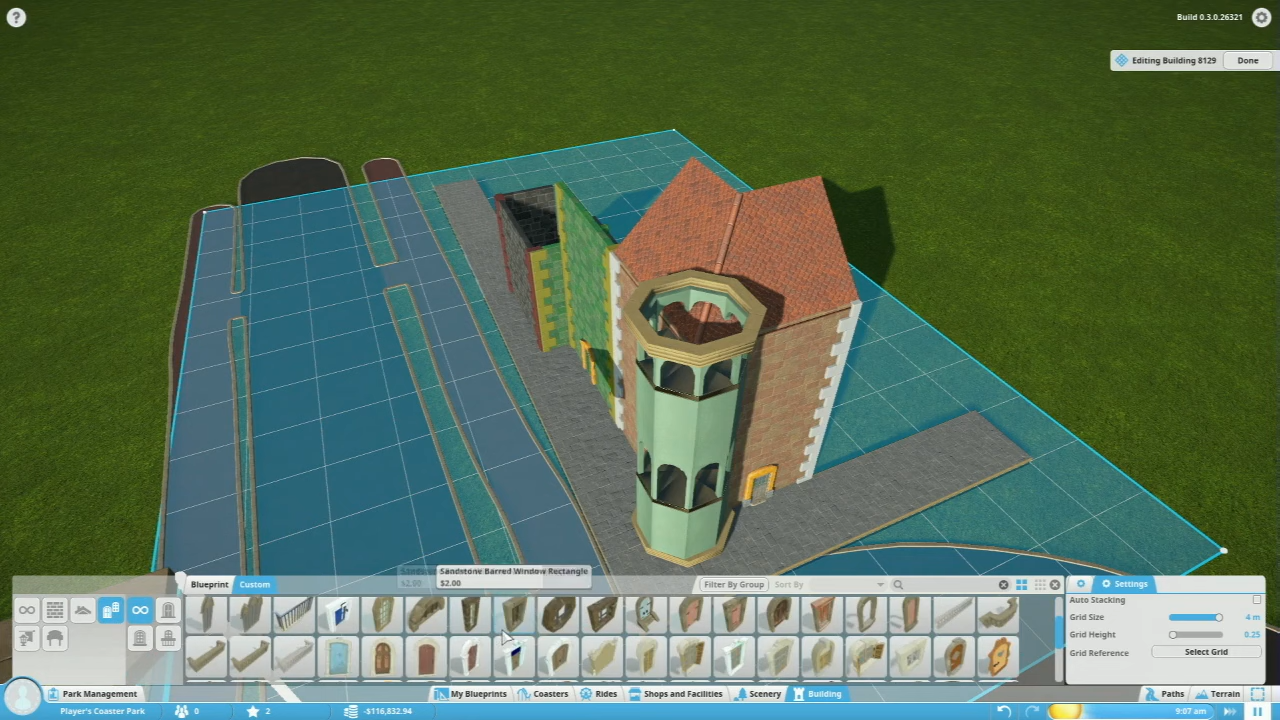 ?
Build 0.3.0.26321
Editing Building 8129
Done
Sandstone Barred Window Rectangle
$2.00
$2.00
Blueprint
Custom
Filter By Group
Sort By
Settings
Auto Stacking
Grid Size
4 m
Grid Height
0.25
Grid Reference
Select Grid
Park Management
My Blueprints
Coasters
Rides
Shops and Facilities
Scenery
Building
Paths
Terrain
Player's Coaster Park
0
2
-$116,832.94
9:07 am